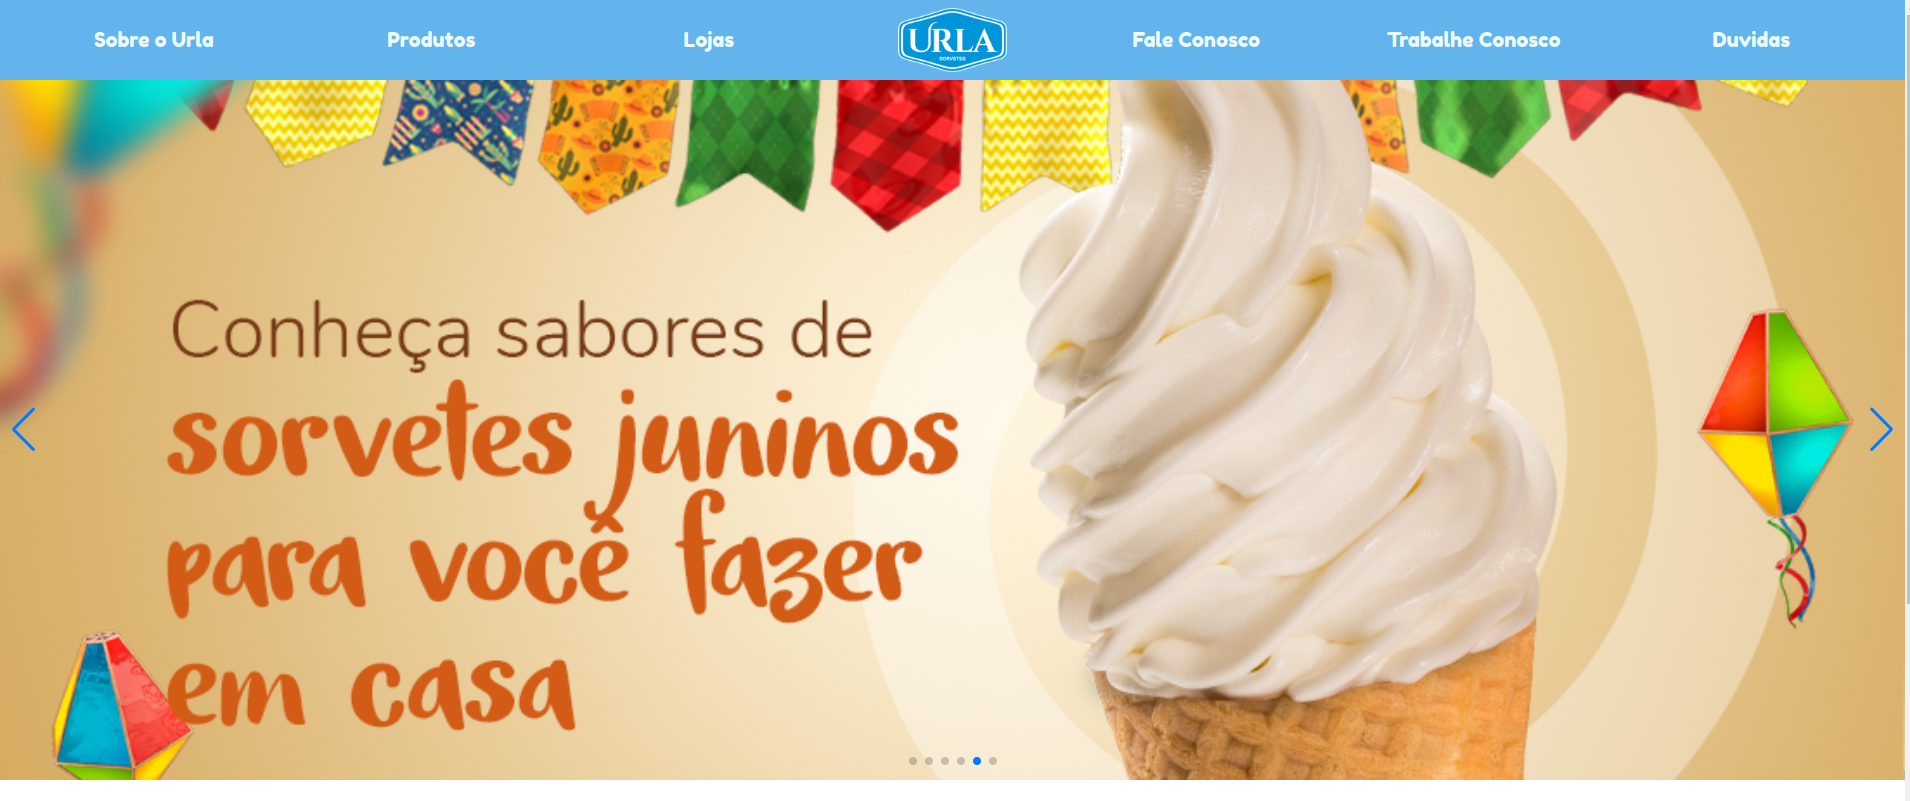 Sobre o Urla
Produtos
Lojas
URLA
SORVETES
Fale Conosco
Trabalhe Conosco
Duvidas
Conheça sabores de
sorvetes juninos
para você fazer
em casa